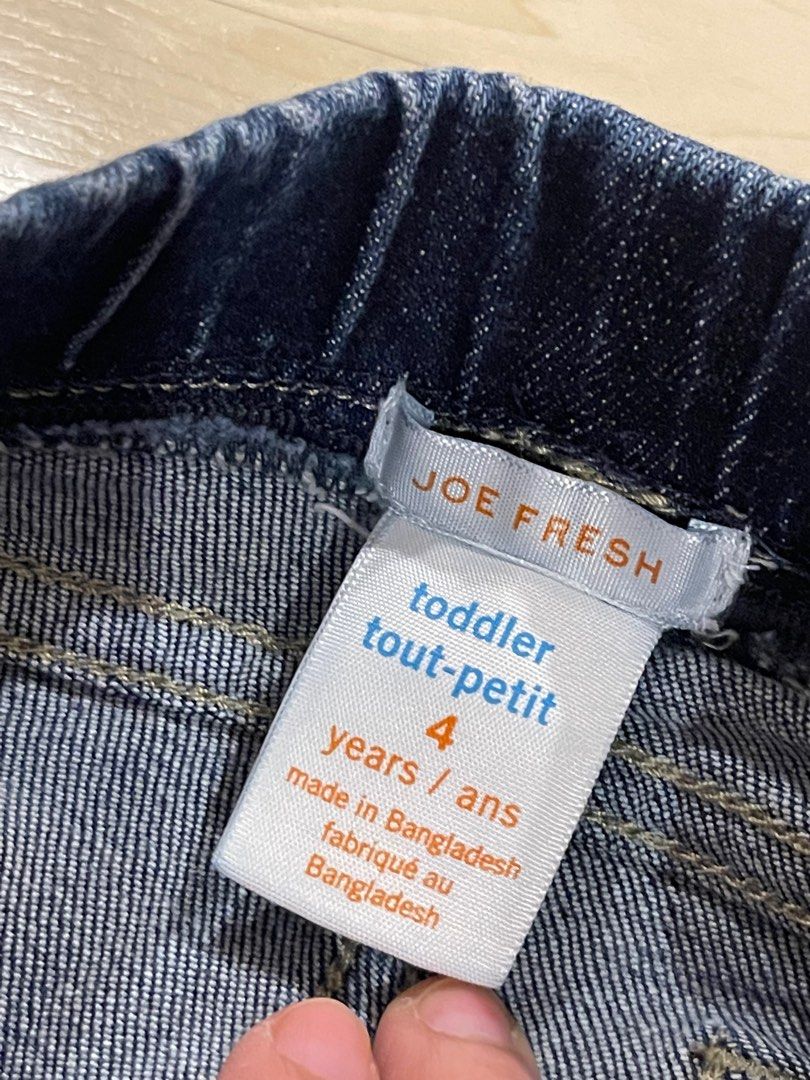 JOE FRESH
toddler
tout-petit
4
years / ans
made in Bangladesh
fabriqué au
Bangladesh